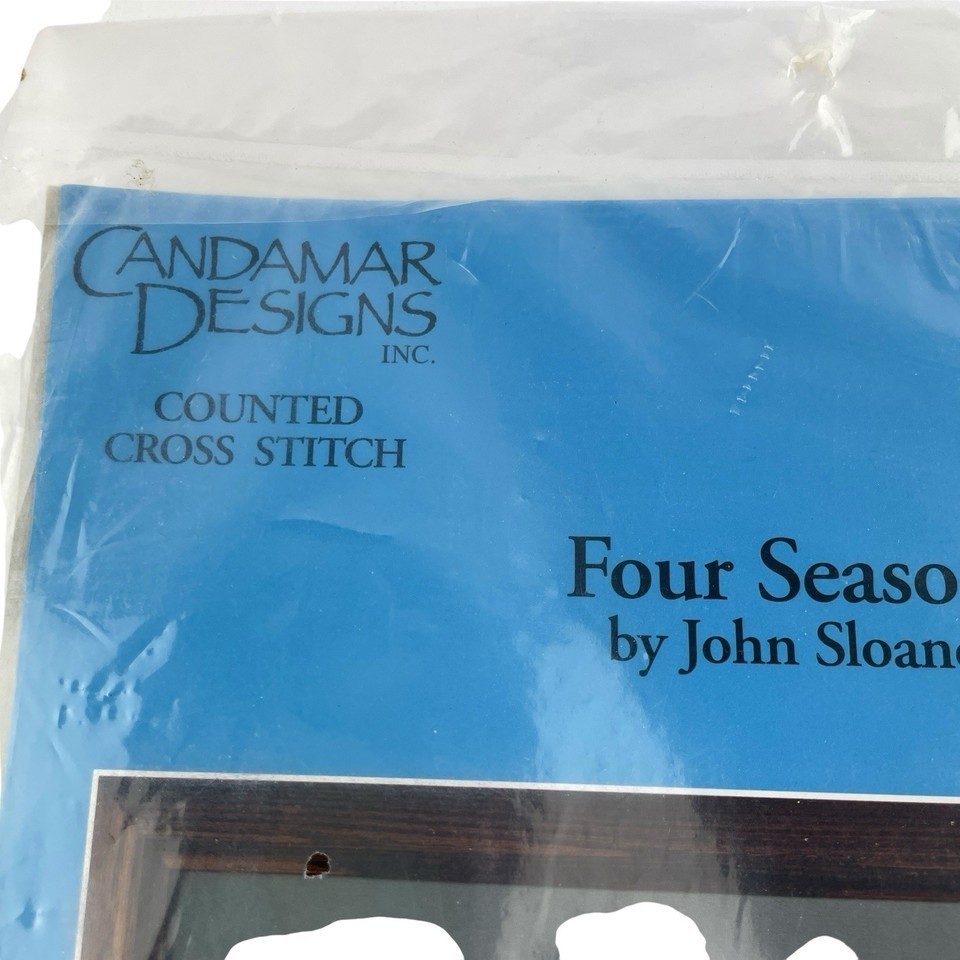 CANDAMAR
DESIGNS
INC.
COUNTED
CROSS STITCH
Four Seaso
by John Sloan